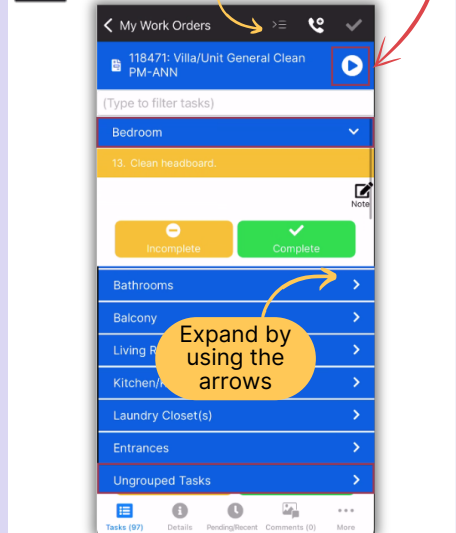 My Work Orders
118471: Villa/Unit General Clean
PM-ANN
(Type to filter tasks)
Bedroom
13. Clean headboard.
Note
Incomplete
Complete
Bathrooms
Balcony
Living
Kitchen/
Expand by
using the
arrows
Laundry Closet(s)
Entrances
Ungrouped Tasks
Tasks (97)
Details
Pending/Recent
Comments (0)
More